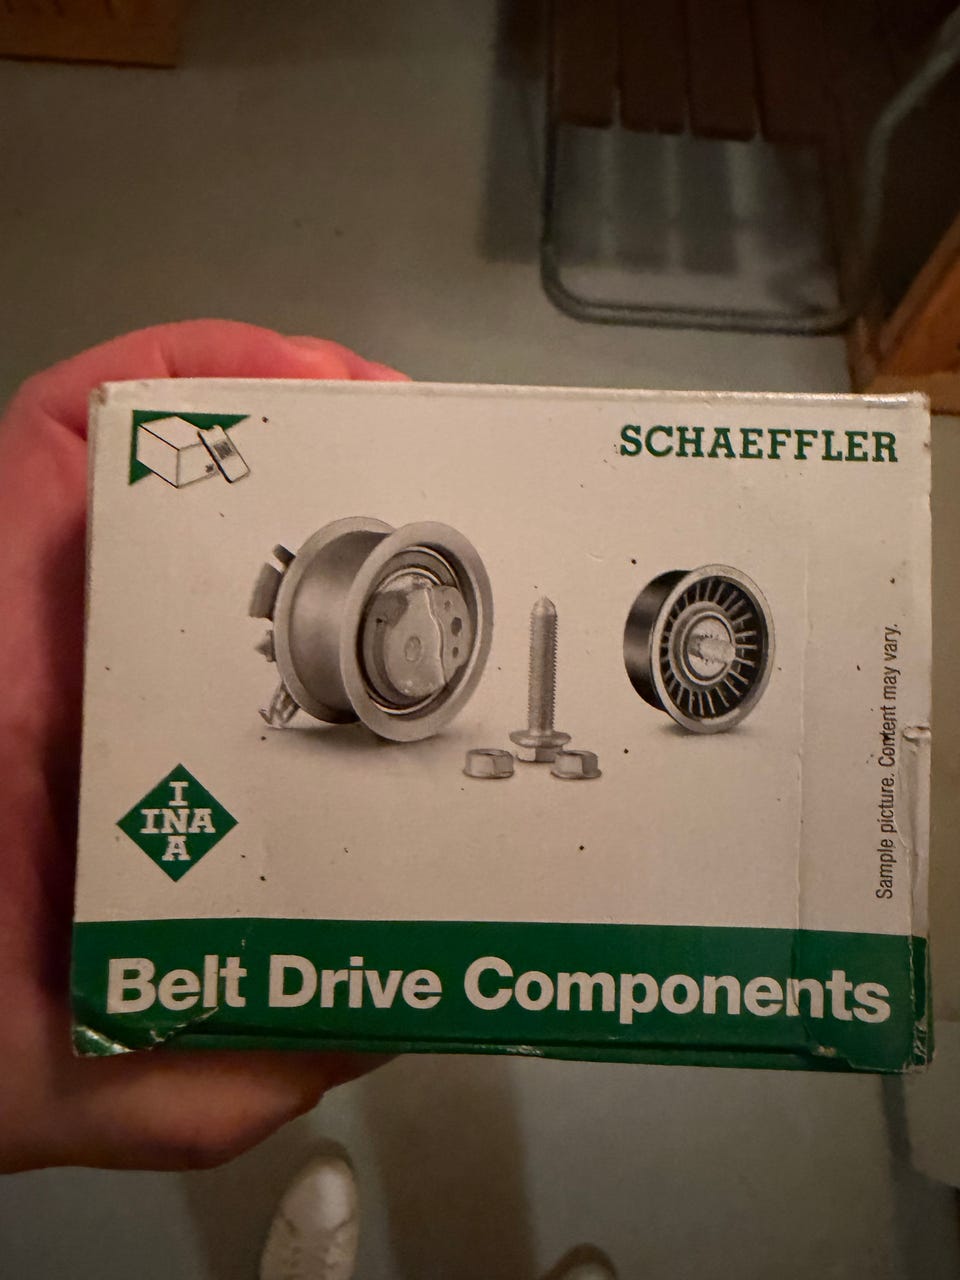 SCHAEFFLER
Sample picture. Content may vary.
I
INA
A
Belt Drive Components